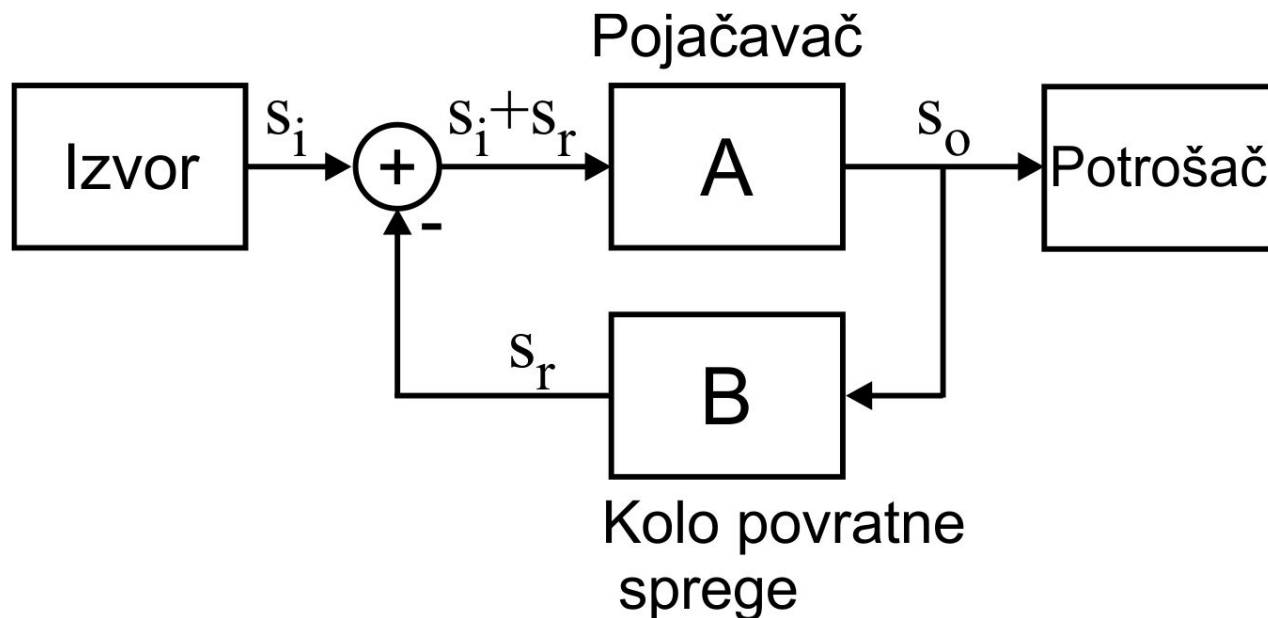 Pojačavač
Izvor
sᵢ
+
-
sᵢ+sᵣ
A
sₒ
Potrošač
sᵣ
B
Kolo povratne
sprege